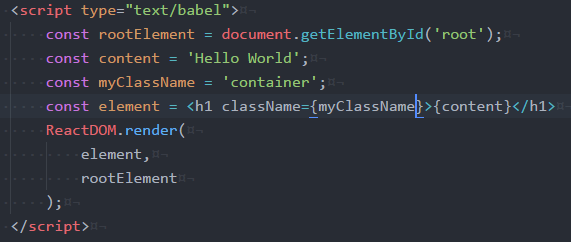 <script type="text/babel">
    const rootElement = document.getElementById('root');
    const content = 'Hello World';
    const myClassName = 'container';
    const element = <h1 className={myClassName}>{content}</h1>
    ReactDOM.render(
        element,
        rootElement
    );
</script>